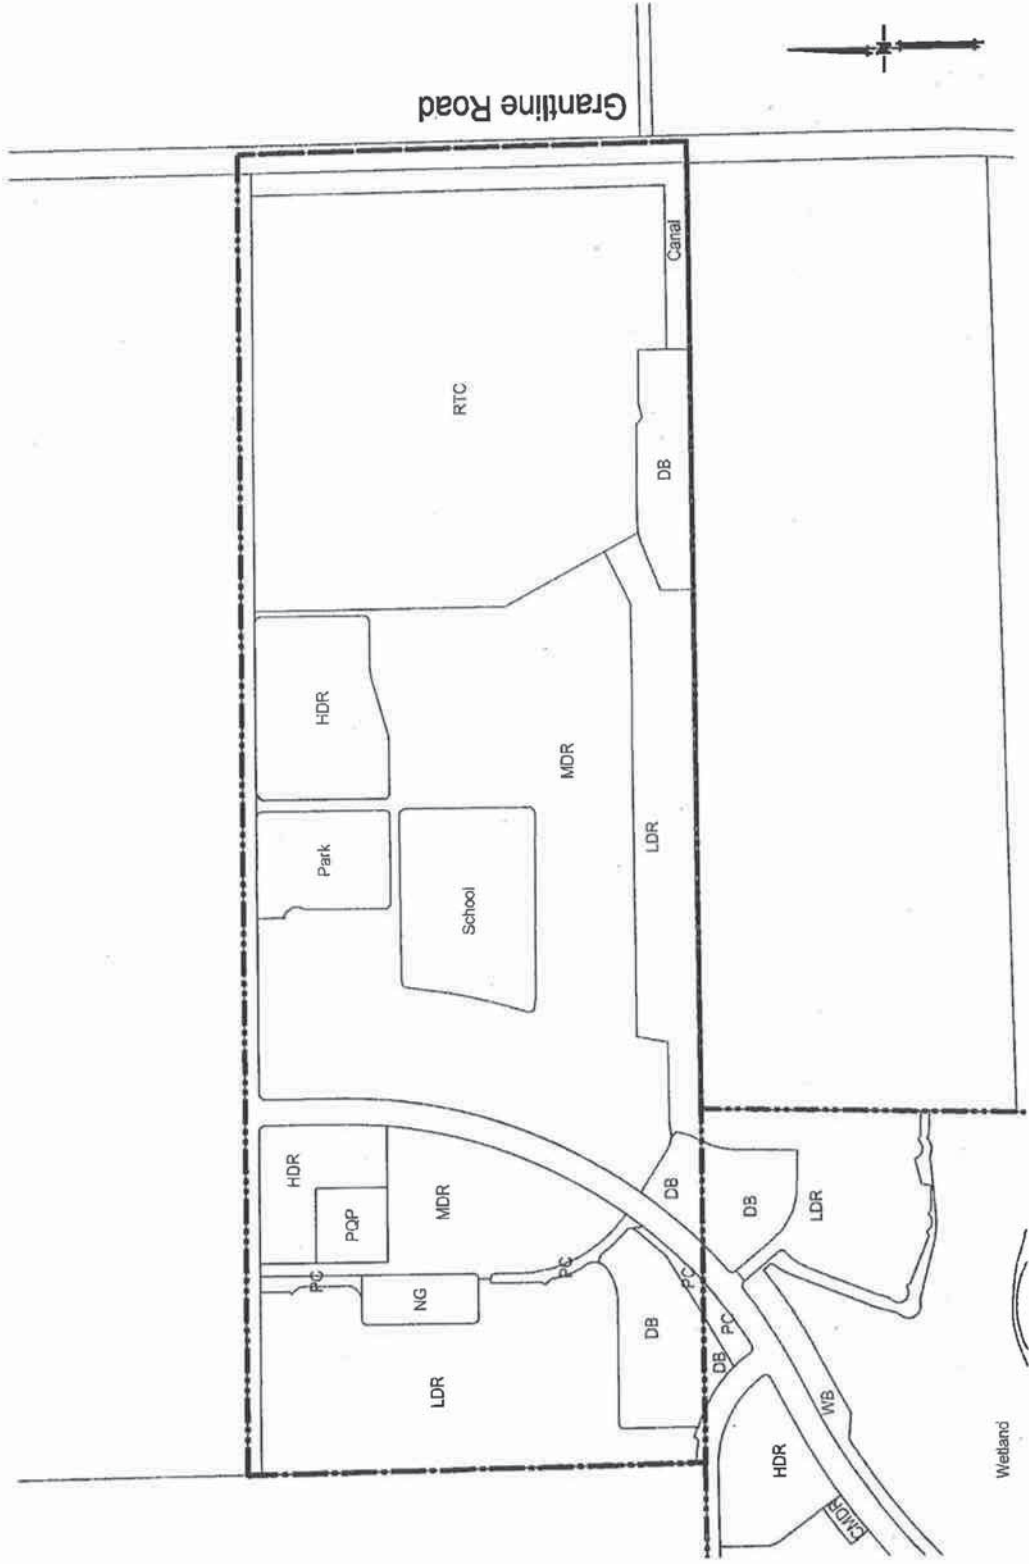 Grantline Road
Canal
RTC
DB
HDR
MDR
Park
School
LDR
HDR
PQP
MDR
PC
NG
PC
LDR
DB
PC
DB
DB
LDR
PC
DB
WB
HDR
CMDR
Wetland
N